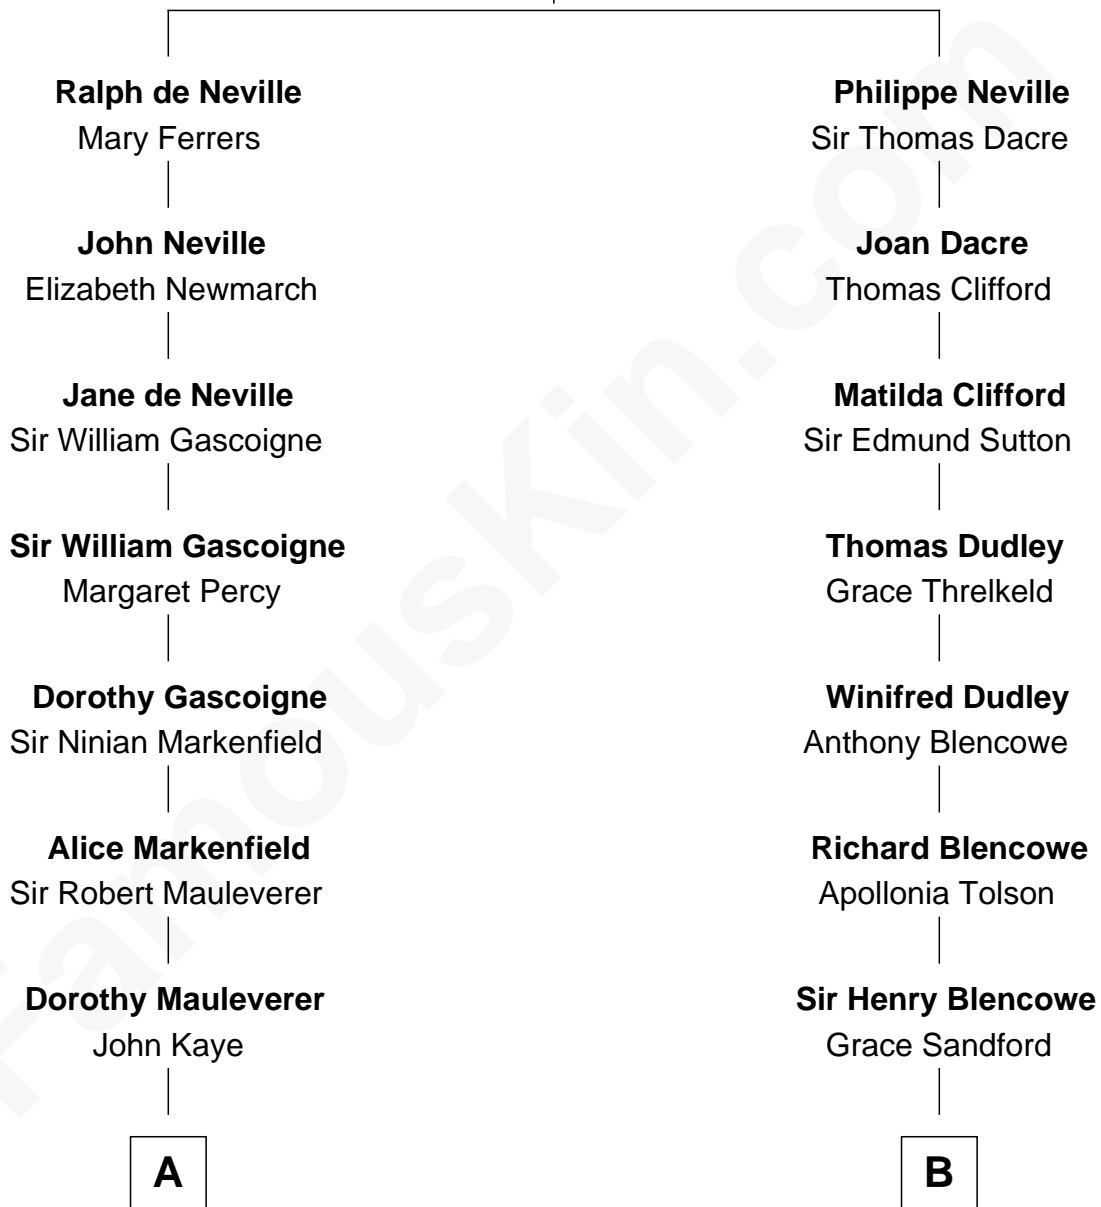 Ralph de Neville
Mary Ferrers
John Neville
Elizabeth Newmarch
Jane de Neville
Sir William Gascoigne
Sir William Gascoigne
Margaret Percy
Dorothy Gascoigne
Sir Ninian Markenfield
Alice Markenfield
Sir Robert Mauleverer
Dorothy Mauleverer
John Kaye
A
Philippe Neville
Sir Thomas Dacre
Joan Dacre
Thomas Clifford
Matilda Clifford
Sir Edmund Sutton
Thomas Dudley
Grace Threlkeld
Winifred Dudley
Anthony Blencowe
Richard Blencowe
Apollonia Tolson
Sir Henry Blencowe
Grace Sandford
B
FamousKin.com